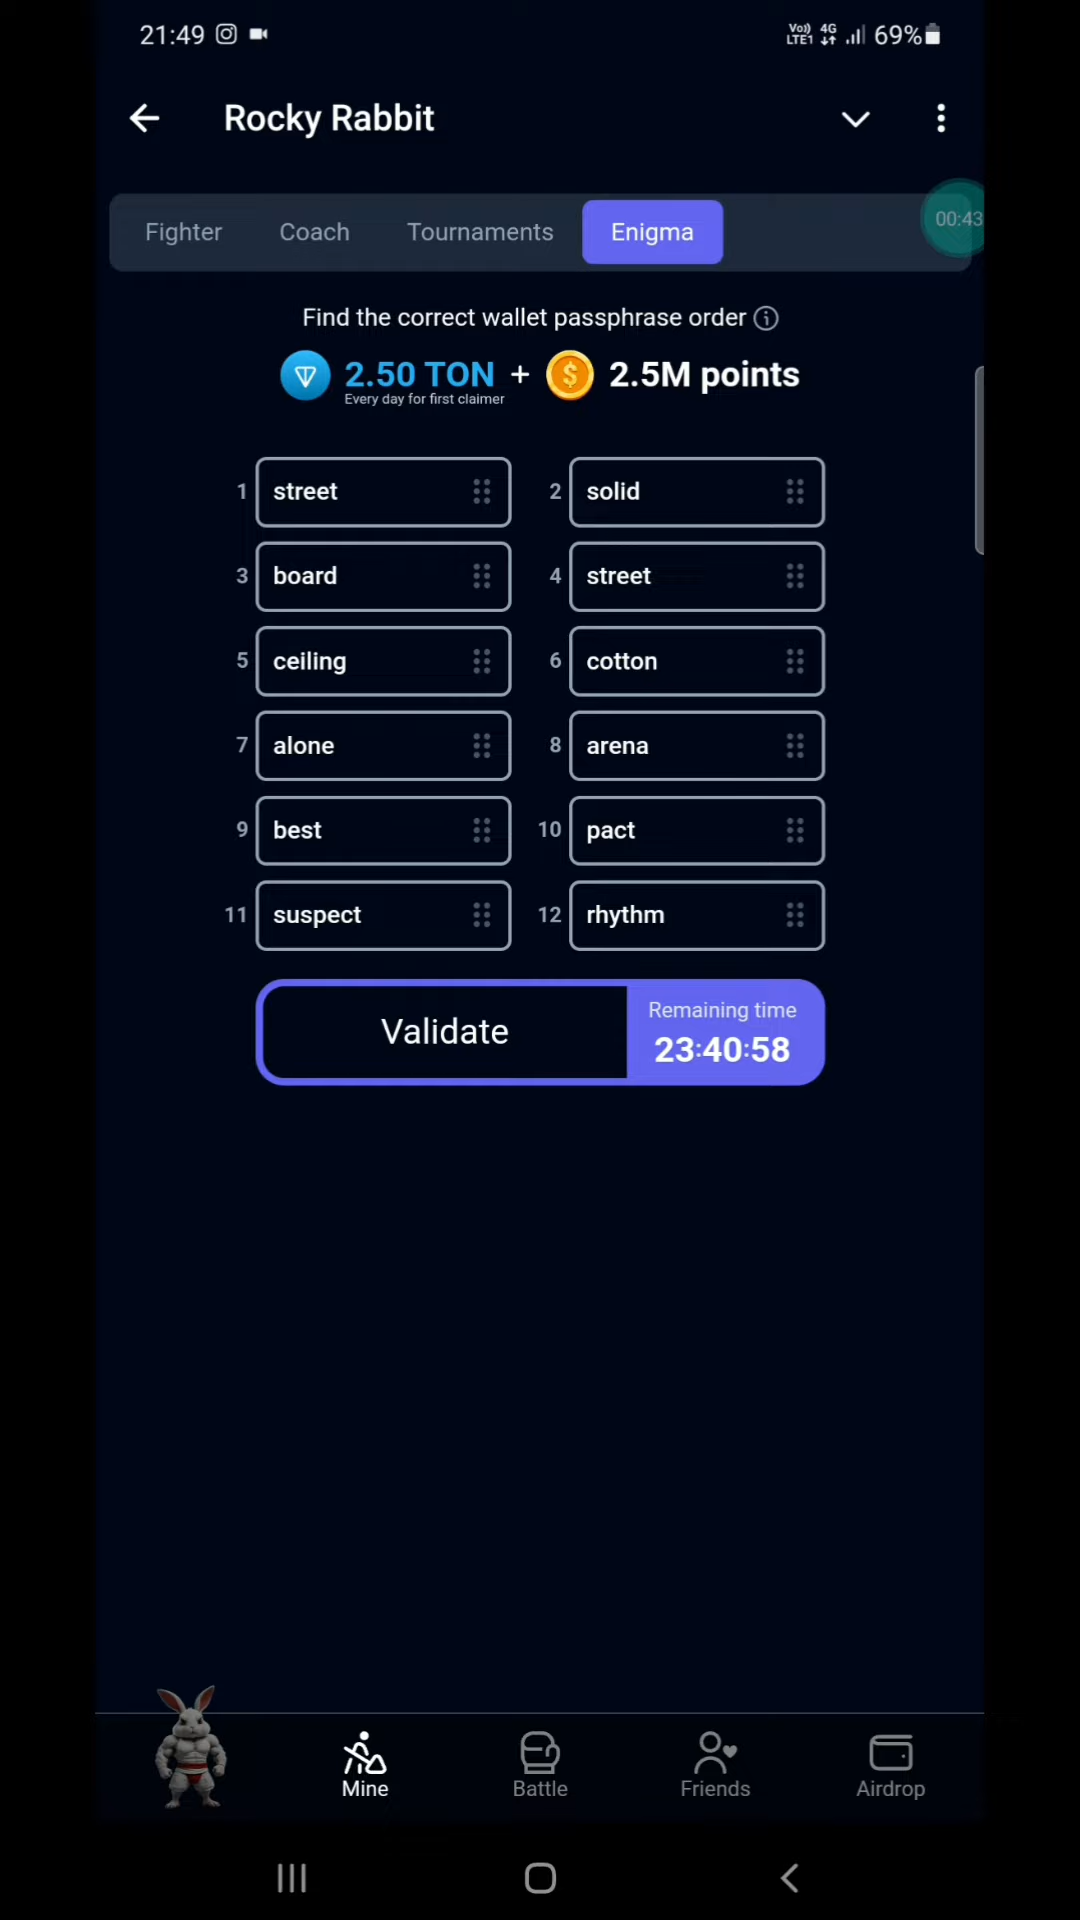 21:49 Vo)) LTE1 4G 69%
Rocky Rabbit
Fighter Coach Tournaments Enigma 00:43
Find the correct wallet passphrase order
2.50 TON + 2.5M points
Every day for first claimer
1 street 2 solid
3 board 4 street
5 ceiling 6 cotton
7 alone 8 arena
9 best 10 pact
11 suspect 12 rhythm
Validate Remaining time
23:40:58
Mine Battle Friends Airdrop